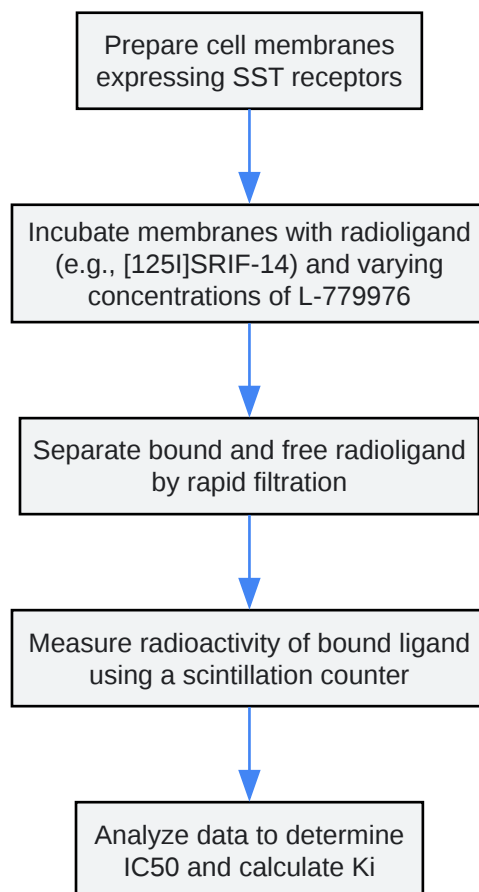 Prepare cell membranes
expressing SST receptors
Incubate membranes with radioligand
(e.g., [125I]SRIF-14) and varying
concentrations of L-779976
Separate bound and free radioligand
by rapid filtration
Measure radioactivity of bound ligand
using a scintillation counter
Analyze data to determine
IC50 and calculate Ki